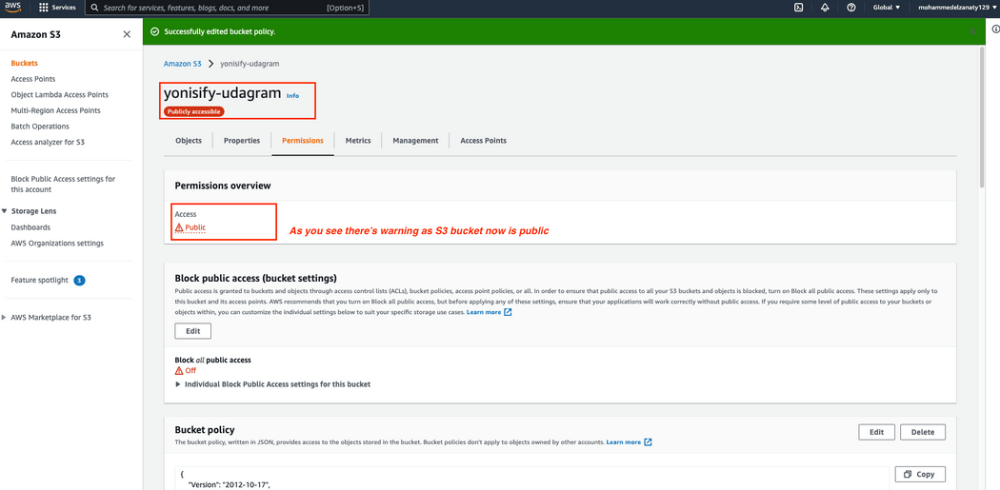 aws
Services
Search for services, features, blogs, docs, and more
[Option+S]
Global
mohammedelzanaty129
Amazon S3
Successfully edited bucket policy.
Buckets
Access Points
Object Lambda Access Points
Multi-Region Access Points
Batch Operations
Access analyzer for S3
Block Public Access settings for
this account
Storage Lens
Dashboards
AWS Organizations settings
Feature spotlight 3
AWS Marketplace for S3
Amazon S3 > yonisify-udagram
yonisify-udagram Info
Publicly accessible
Objects
Properties
Permissions
Metrics
Management
Access Points
Permissions overview
Access
Public
As you see there's warning as S3 bucket now is public
Block public access (bucket settings)
Public access is granted to buckets and objects through access control lists (ACLs), bucket policies, access point policies, or all. In order to ensure that public access to all your S3 buckets and objects is blocked, turn on Block all public access. These settings apply only to
this bucket and its access points. AWS recommends that you turn on Block all public access, but before applying any of these settings, ensure that your applications will work correctly without public access. If you require some level of public access to your buckets or
objects within, you can customize the individual settings below to suit your specific storage use cases. Learn more
Edit
Block all public access
Off
Individual Block Public Access settings for this bucket
Bucket policy
The bucket policy, written in JSON, provides access to the objects stored in the bucket. Bucket policies don't apply to objects owned by other accounts. Learn more
Edit
Delete
{
"Version": "2012-10-17",
Copy